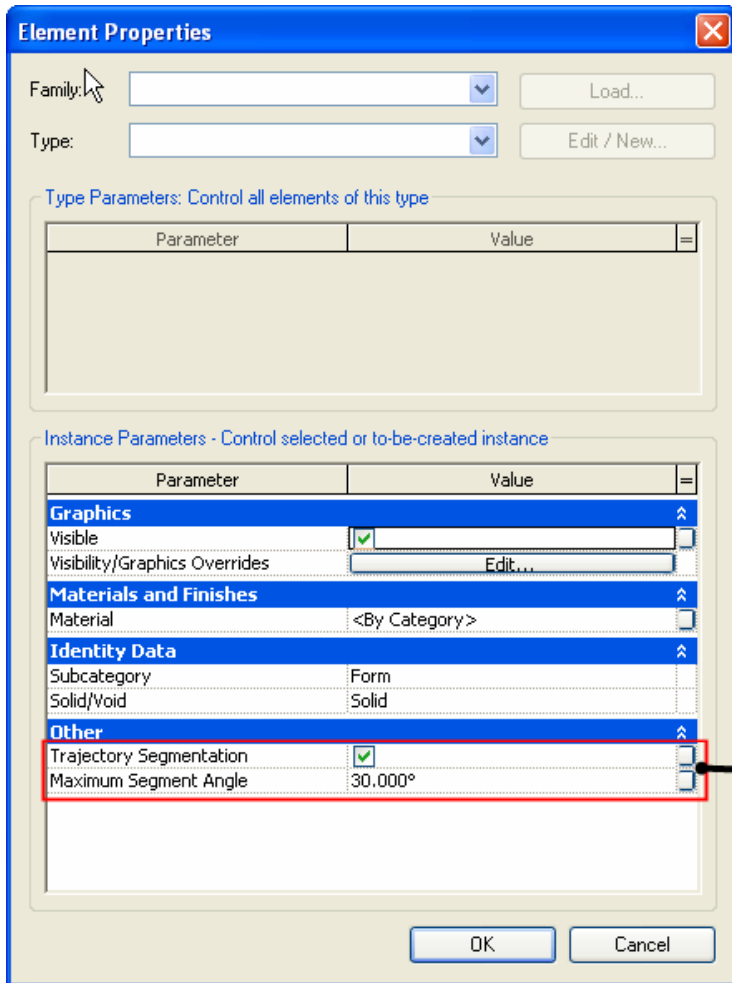 Element Properties
Family:
Load...
Type:
Edit / New...
Type Parameters: Control all elements of this type
Parameter Value =
Instance Parameters - Control selected or to-be-created instance
Parameter Value =
Graphics
Visible
Visibility/Graphics Overrides Edit...
Materials and Finishes
Material <By Category>
Identity Data
Subcategory Form
Solid/Void Solid
Other
Trajectory Segmentation
Maximum Segment Angle 30.000°
OK Cancel